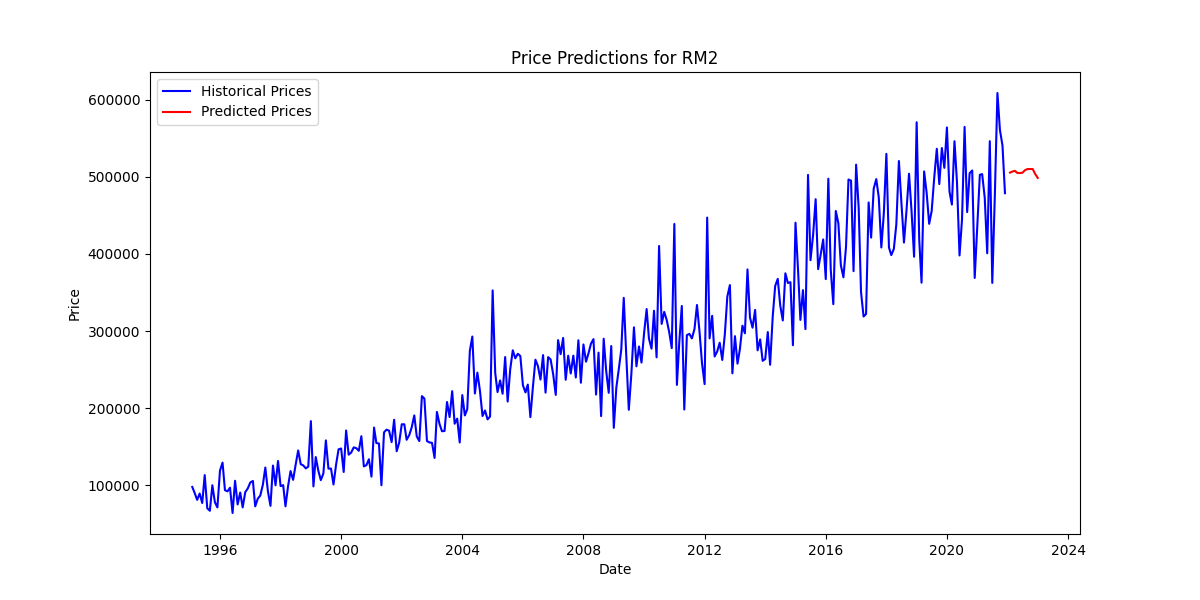 Price Predictions for RM2
Historical Prices
Predicted Prices
600000
500000
400000
300000
200000
100000
Price
1996 2000 2004 2008 2012 2016 2020 2024
Date